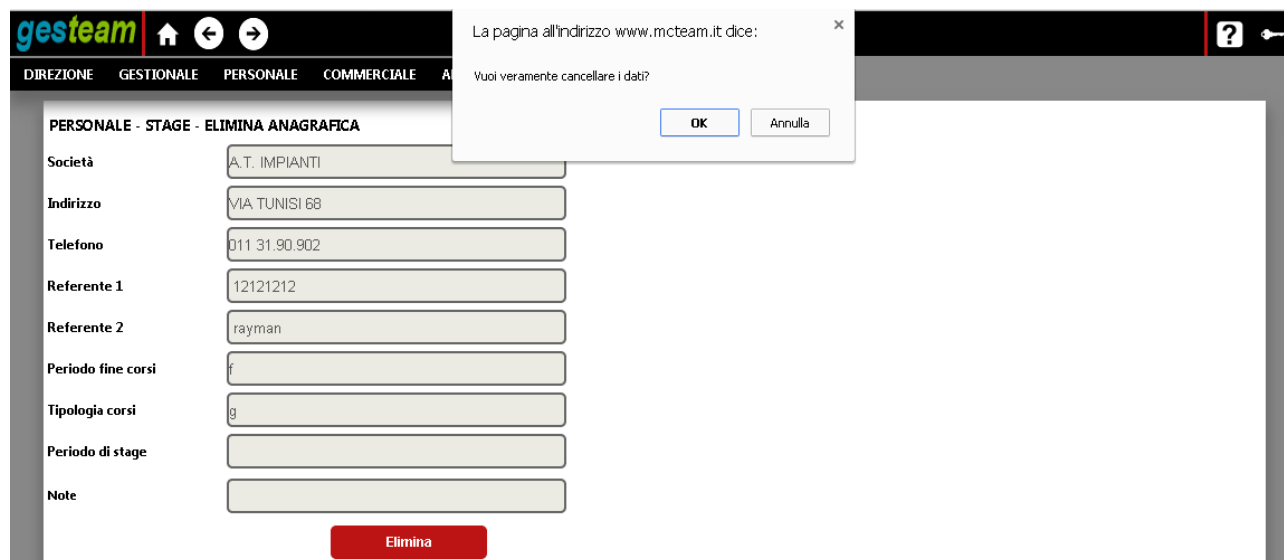 gesteam
La pagina all'indirizzo www.mcteam.it dice:
Vuoi veramente cancellare i dati?
OK Annulla
DIREZIONE GESTIONALE PERSONALE COMMERCIALE
PERSONALE - STAGE - ELIMINA ANAGRAFICA
Società A.T. IMPIANTI
Indirizzo VIA TUNISI 68
Telefono 011 31.90.902
Referente 1 12121212
Referente 2 rayman
Periodo fine corsi f
Tipologia corsi g
Periodo di stage
Note
Elimina